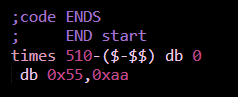 ;code ENDS
;     END start
times 510-($-$$) db 0
 db 0x55,0xaa